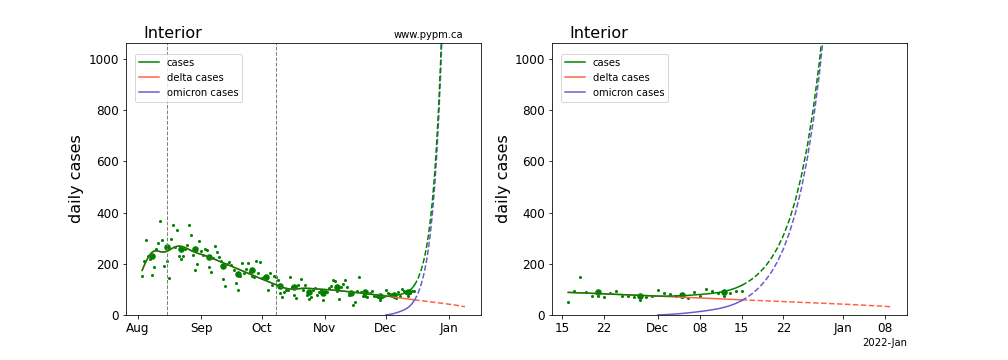 Interior
www.pypm.ca
daily cases
1000
800
600
400
200
0
cases
delta cases
omicron cases
Aug Sep Oct Nov Dec Jan
Interior
daily cases
1000
800
600
400
200
0
cases
delta cases
omicron cases
15 22 Dec 08 15 22 Jan 08
2022-Jan